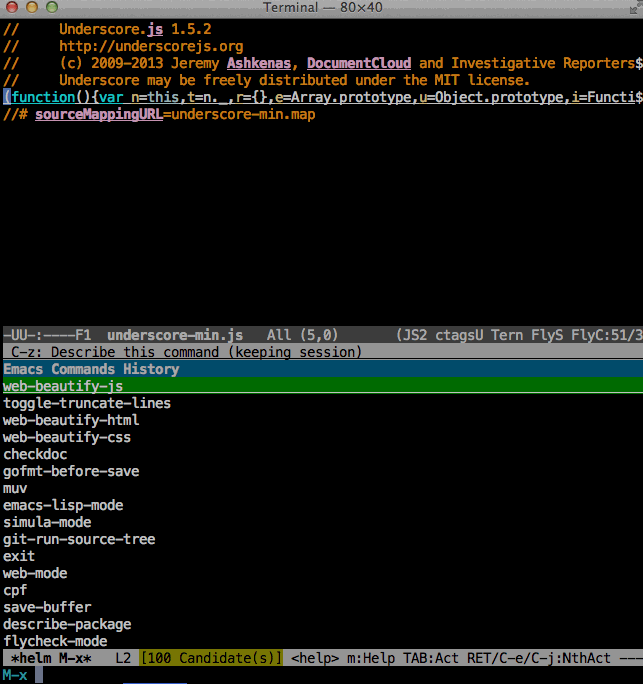 Terminal — 80×40
//     Underscore.js 1.5.2
//     http://underscorejs.org
//     (c) 2009-2013 Jeremy Ashkenas, DocumentCloud and Investigative Reporters$
//     Underscore may be freely distributed under the MIT license.
(function(){var n=this,t=n._,r={},e=Array.prototype,u=Object.prototype,i=Functi$
//# sourceMappingURL=underscore-min.map
-UU-:----F1  underscore-min.js   All (5,0)       (JS2 ctagsU Tern FlyS FlyC:51/3
C-z: Describe this command (keeping session)
Emacs Commands History
web-beautify-js
toggle-truncate-lines
web-beautify-html
web-beautify-css
checkdoc
gofmt-before-save
muv
emacs-lisp-mode
simula-mode
git-run-source-tree
exit
web-mode
cpf
save-buffer
describe-package
flycheck-mode
*helm M-x*   L2 [100 Candidate(s)] <help> m:Help TAB:Act RET/C-e/C-j:NthAct ---
M-x